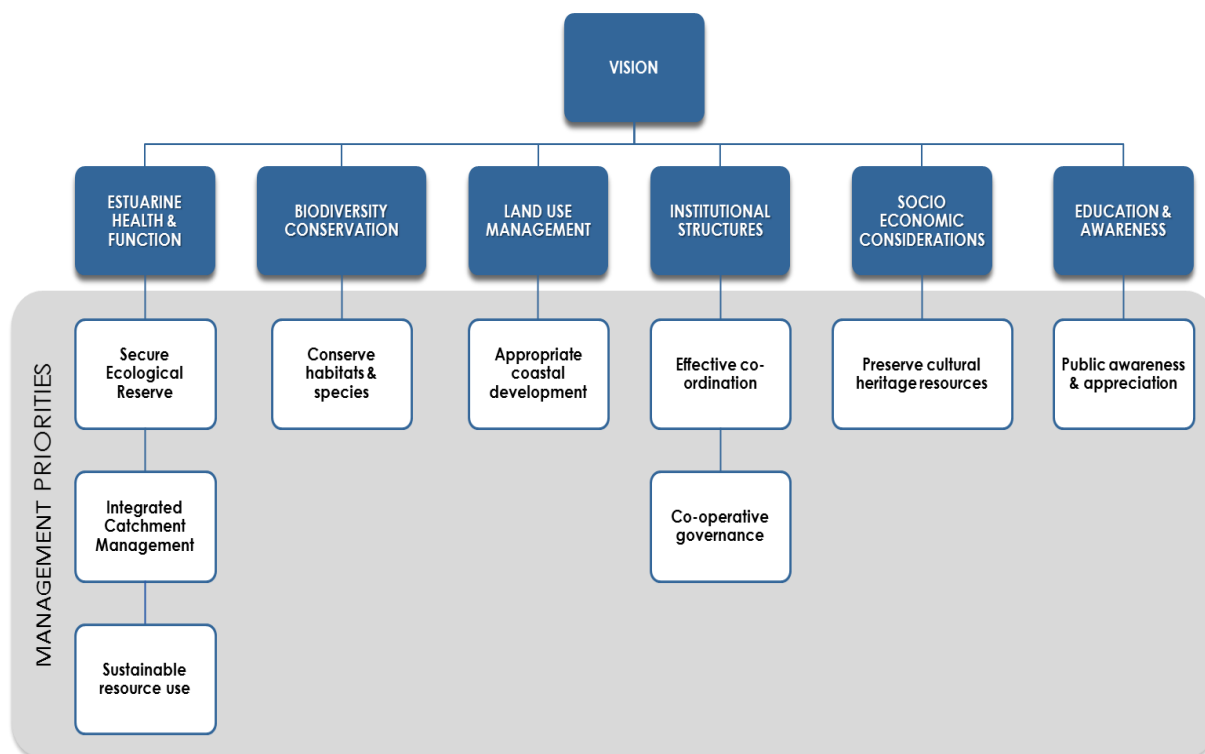 VISION
ESTUARINE
HEALTH &
FUNCTION
BIODIVERSITY
CONSERVATION
LAND USE
MANAGEMENT
INSTITUTIONAL
STRUCTURES
SOCIO
ECONOMIC
CONSIDERATIONS
EDUCATION &
AWARENESS
MANAGEMENT PRIORITIES
Secure
Ecological
Reserve
Conserve
habitats &
species
Appropriate
coastal
development
Effective co-
ordination
Preserve cultural
heritage resources
Public awareness
& appreciation
Integrated
Catchment
Management
Co-operative
governance
Sustainable
resource use